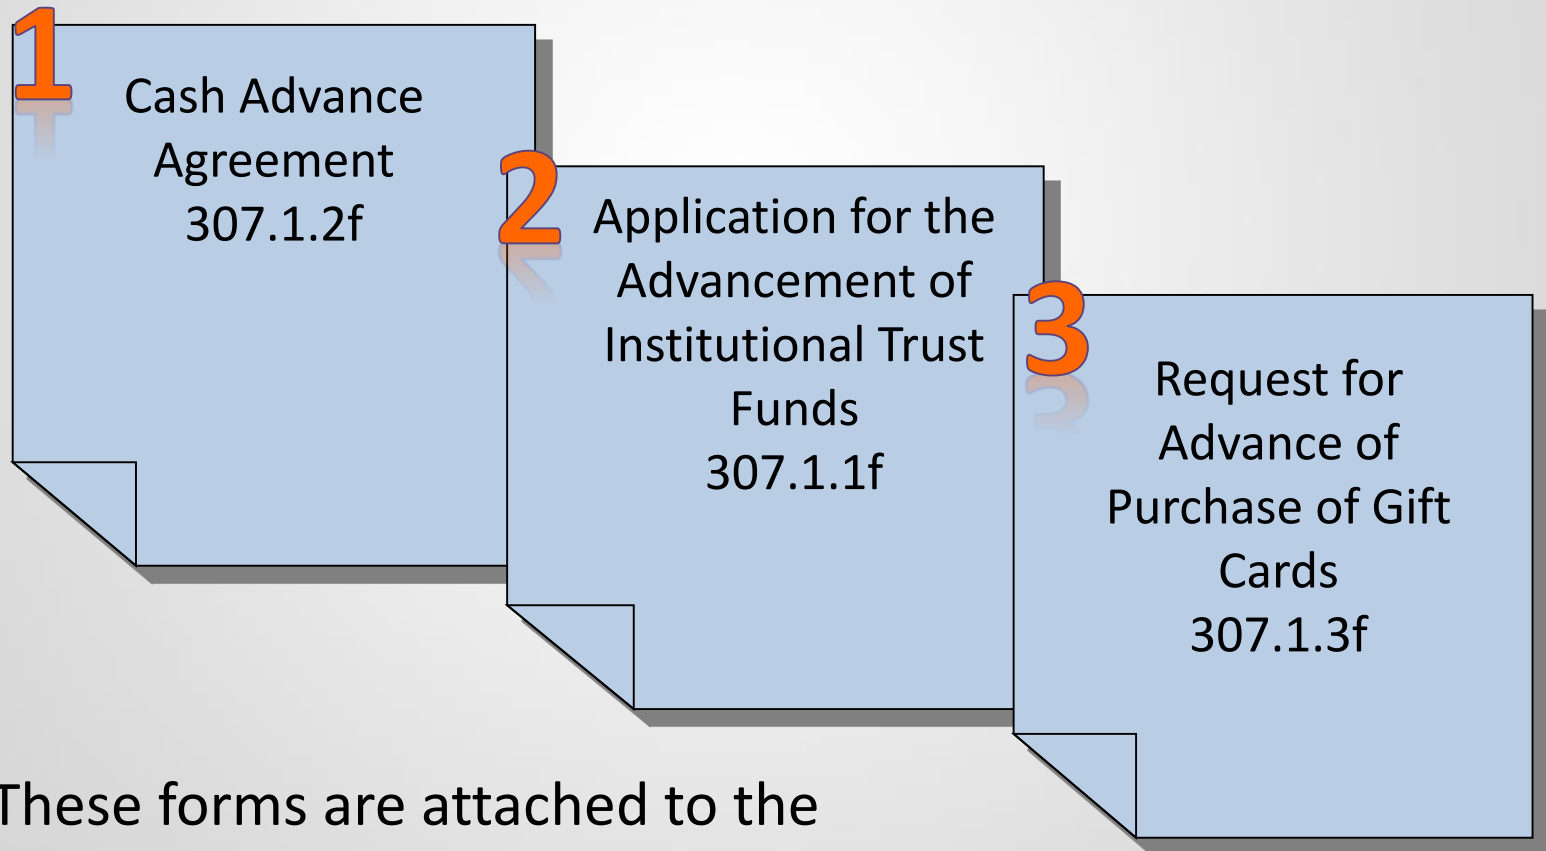 1
Cash Advance
Agreement
307.1.2f
2
Application for the
Advancement of
Institutional Trust
Funds
307.1.1f
3
Request for
Advance of
Purchase of Gift
Cards
307.1.3f
These forms are attached to the